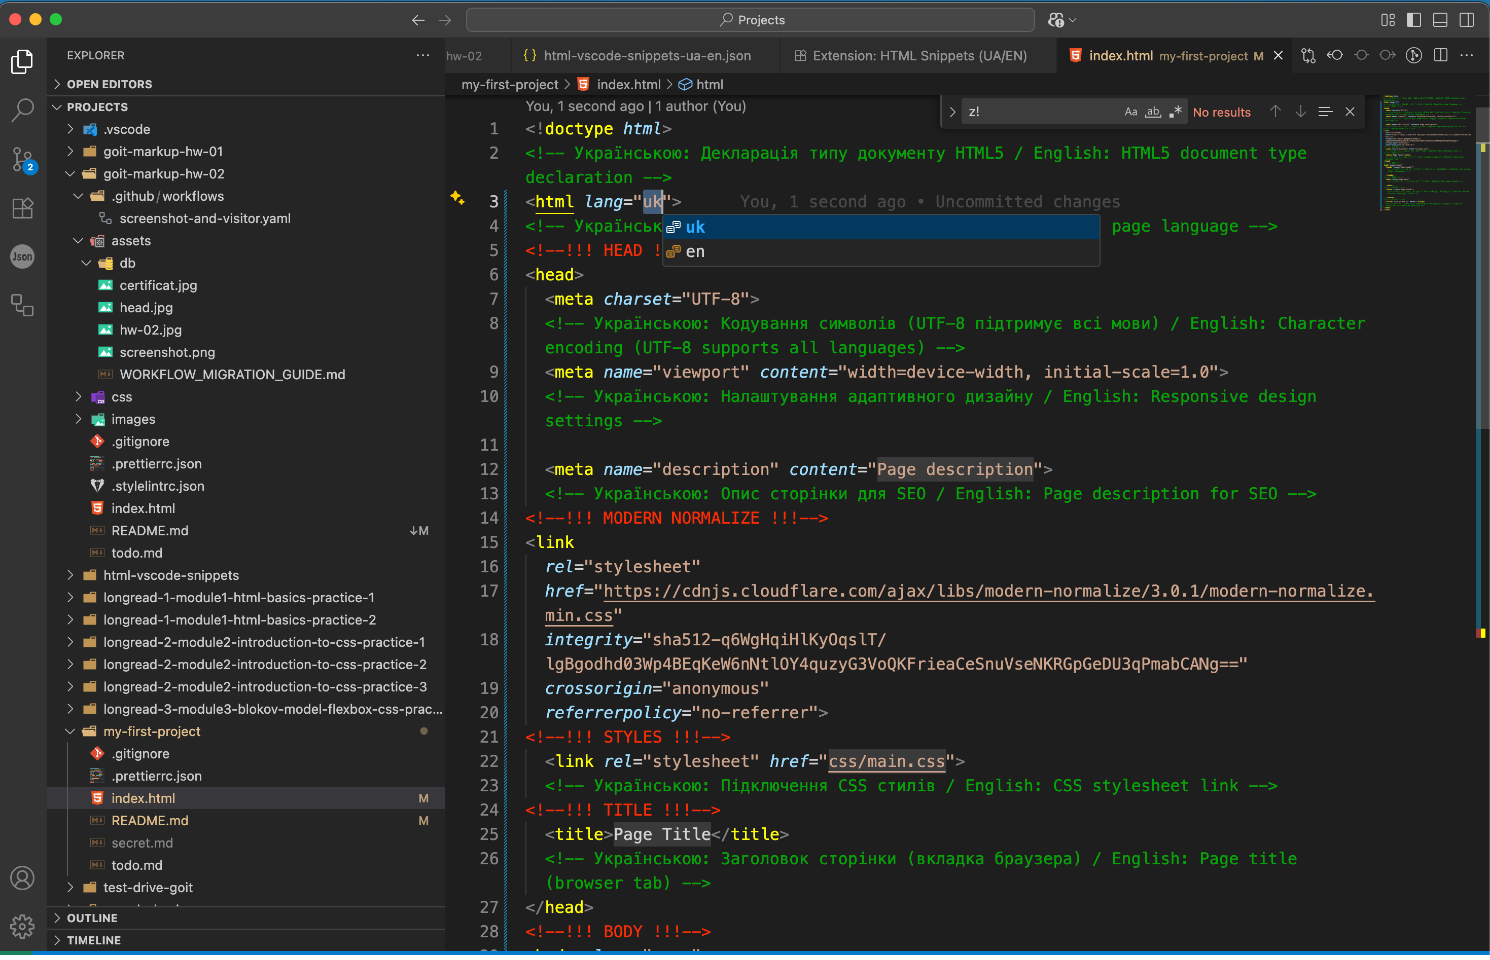 Projects
EXPLORER
OPEN EDITORS
PROJECTS
.vscode
goit-markup-hw-01
goit-markup-hw-02
.github/workflows
screenshot-and-visitor.yaml
assets
db
certificat.jpg
head.jpg
hw-02.jpg
screenshot.png
WORKFLOW_MIGRATION_GUIDE.md
css
images
.gitignore
.prettierrc.json
.stylelintrc.json
index.html
README.md ↓M
todo.md
html-vscode-snippets
longread-1-module1-html-basics-practice-1
longread-1-module1-html-basics-practice-2
longread-2-module2-introduction-to-css-practice-1
longread-2-module2-introduction-to-css-practice-2
longread-2-module2-introduction-to-css-practice-3
longread-3-module3-blokov-model-flexbox-css-prac...
my-first-project
.gitignore
.prettierrc.json
index.html M
README.md M
secret.md
todo.md
test-drive-goit
OUTLINE
TIMELINE
2
Json
hw-02
{ } html-vscode-snippets-ua-en.json
Extension: HTML Snippets (UA/EN)
index.html my-first-project M
my-first-project > index.html > html
z!
Aa ab .* No results
You, 1 second ago | 1 author (You)
1 <!doctype html>
2 <!-- Українською: Декларація типу документу HTML5 / English: HTML5 document type
declaration -->
3 <html lang="uk"> You, 1 second ago • Uncommitted changes
4 <!-- Українськ page language -->
uk
en
5 <!--!!! HEAD !
6 <head>
7 <meta charset="UTF-8">
8 <!-- Українською: Кодування символів (UTF-8 підтримує всі мови) / English: Character
encoding (UTF-8 supports all languages) -->
9 <meta name="viewport" content="width=device-width, initial-scale=1.0">
10 <!-- Українською: Налаштування адаптивного дизайну / English: Responsive design
settings -->
11
12 <meta name="description" content="Page description">
13 <!-- Українською: Опис сторінки для SEO / English: Page description for SEO -->
14 <!--!!! MODERN NORMALIZE !!!-->
15 <link
16 rel="stylesheet"
17 href="https://cdnjs.cloudflare.com/ajax/libs/modern-normalize/3.0.1/modern-normalize.
min.css"
18 integrity="sha512-q6WgHqiHlKyOqslT/
lgBgodhd03Wp4BEqKeW6nNtlOY4quzyG3VoQKFrieaCeSnuVseNKRGpGeDU3qPmabCANg=="
19 crossorigin="anonymous"
20 referrerpolicy="no-referrer">
21 <!--!!! STYLES !!!-->
22 <link rel="stylesheet" href="css/main.css">
23 <!-- Українською: Підключення CSS стилів / English: CSS stylesheet link -->
24 <!--!!! TITLE !!!-->
25 <title>Page Title</title>
26 <!-- Українською: Заголовок сторінки (вкладка браузера) / English: Page title
(browser tab) -->
27 </head>
28 <!--!!! BODY !!!-->